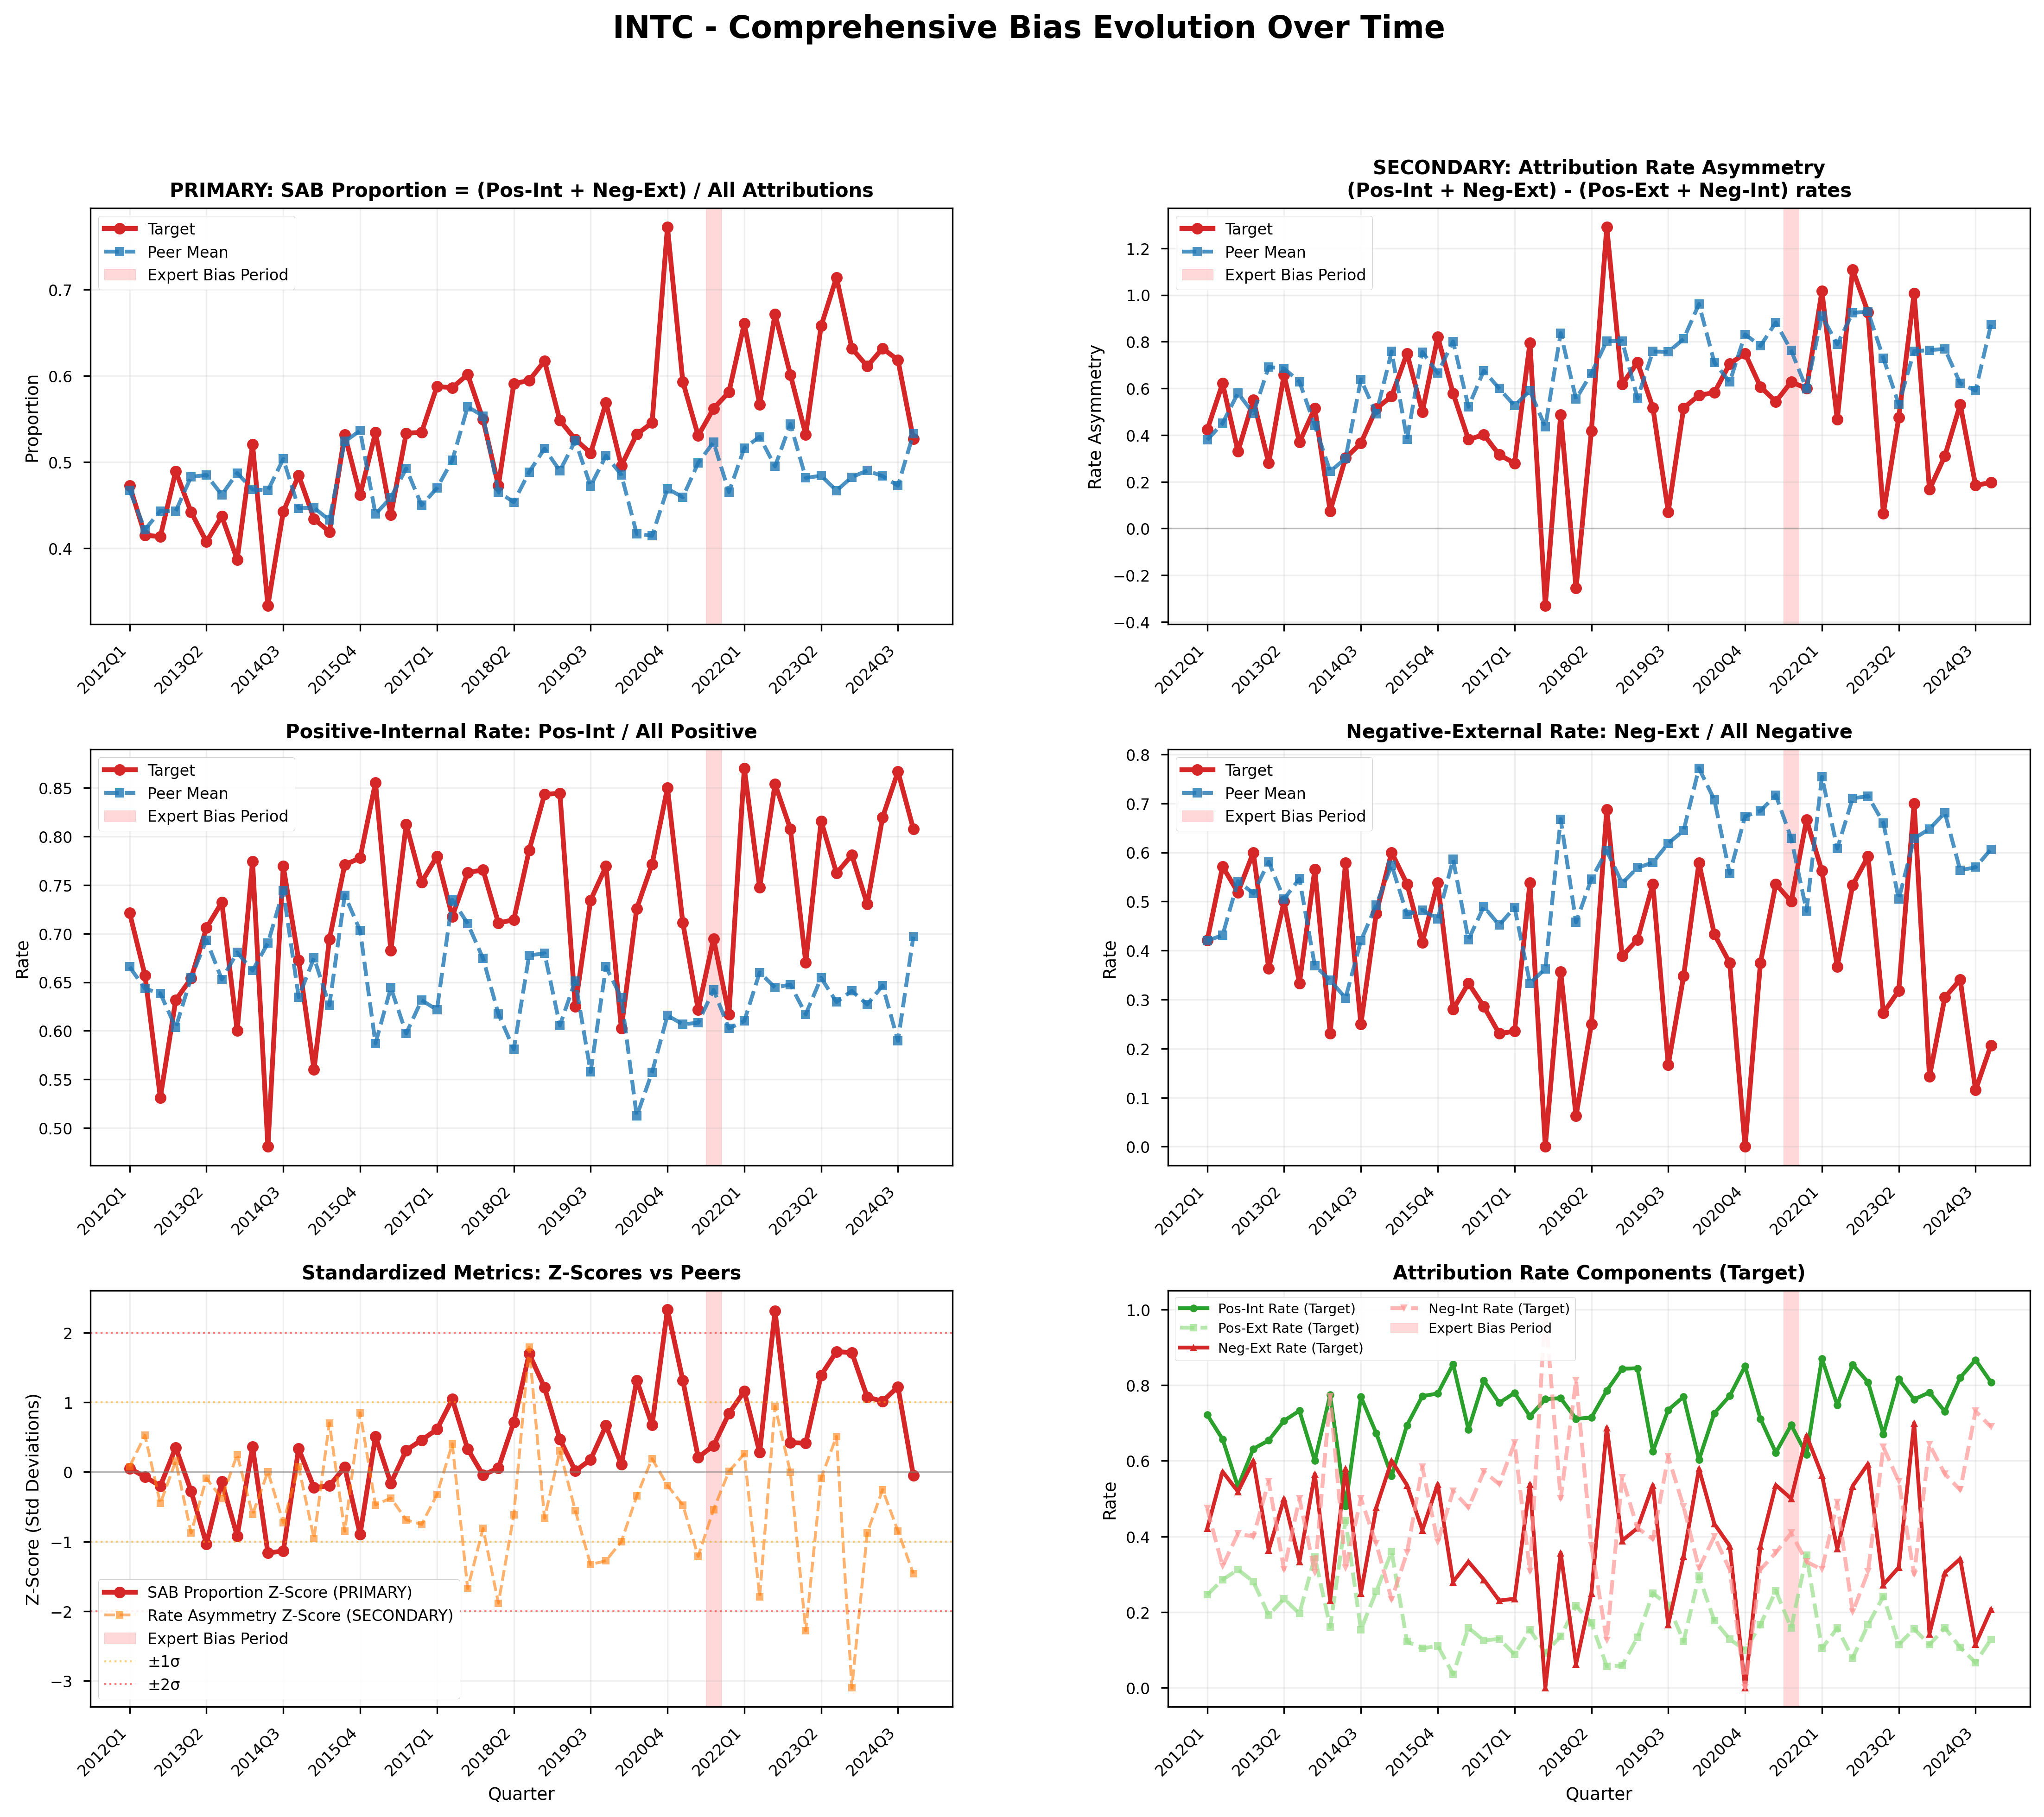 INTC - Comprehensive Bias Evolution Over Time
PRIMARY: SAB Proportion = (Pos-Int + Neg-Ext) / All Attributions
Target
Peer Mean
Expert Bias Period
Proportion
0.7
0.6
0.5
0.4
2012Q1
2013Q2
2014Q3
2015Q4
2017Q1
2018Q2
2019Q3
2020Q4
2022Q1
2023Q2
2024Q3
SECONDARY: Attribution Rate Asymmetry
(Pos-Int + Neg-Ext) - (Pos-Ext + Neg-Int) rates
Target
Peer Mean
Expert Bias Period
Rate Asymmetry
1.2
1.0
0.8
0.6
0.4
0.2
0.0
−0.2
−0.4
2012Q1
2013Q2
2014Q3
2015Q4
2017Q1
2018Q2
2019Q3
2020Q4
2022Q1
2023Q2
2024Q3
Positive-Internal Rate: Pos-Int / All Positive
Target
Peer Mean
Expert Bias Period
Rate
0.85
0.80
0.75
0.70
0.65
0.60
0.55
0.50
2012Q1
2013Q2
2014Q3
2015Q4
2017Q1
2018Q2
2019Q3
2020Q4
2022Q1
2023Q2
2024Q3
Negative-External Rate: Neg-Ext / All Negative
Target
Peer Mean
Expert Bias Period
Rate
0.8
0.7
0.6
0.5
0.4
0.3
0.2
0.1
0.0
2012Q1
2013Q2
2014Q3
2015Q4
2017Q1
2018Q2
2019Q3
2020Q4
2022Q1
2023Q2
2024Q3
Standardized Metrics: Z-Scores vs Peers
Z-Score (Std Deviations)
2
1
0
−1
−2
−3
SAB Proportion Z-Score (PRIMARY)
Rate Asymmetry Z-Score (SECONDARY)
Expert Bias Period
±1σ
±2σ
2012Q1
2013Q2
2014Q3
2015Q4
2017Q1
2018Q2
2019Q3
2020Q4
2022Q1
2023Q2
2024Q3
Quarter
Attribution Rate Components (Target)
Pos-Int Rate (Target)
Pos-Ext Rate (Target)
Neg-Ext Rate (Target)
Neg-Int Rate (Target)
Expert Bias Period
Rate
1.0
0.8
0.6
0.4
0.2
0.0
2012Q1
2013Q2
2014Q3
2015Q4
2017Q1
2018Q2
2019Q3
2020Q4
2022Q1
2023Q2
2024Q3
Quarter